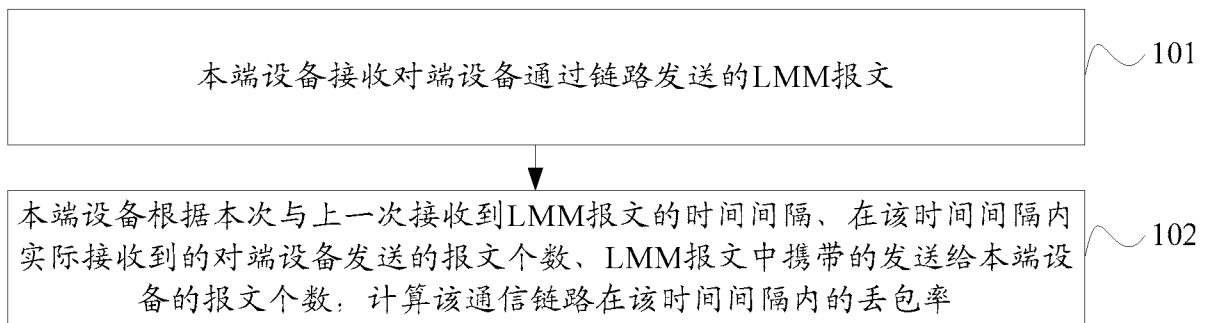 本端设备接收对端设备通过链路发送的LMM报文
101
本端设备根据本次与上一次接收到LMM报文的时间间隔、在该时间间隔内
实际接收到的对端设备发送的报文个数、LMM报文中携带的发送给本端设
备的报文个数,计算该通信链路在该时间间隔内的丢包率
102